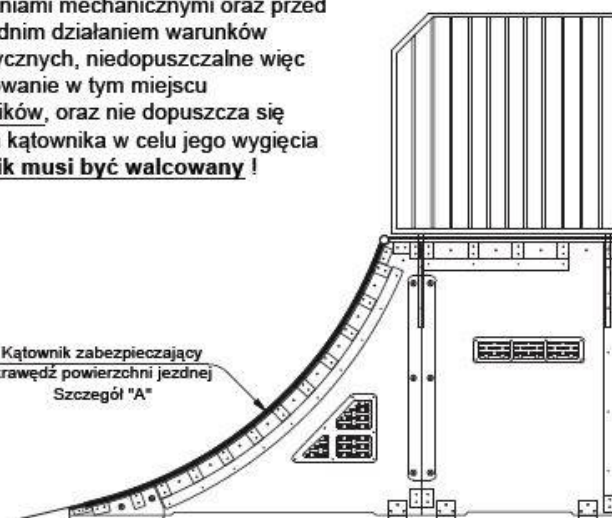 niami mechanicznymi oraz przed
dnim działaniem warunków
ycznych, niedopuszczalne więc
owanie w tym miejscu
ików, oraz nie dopuszcza się
kątownika w celu jego wygięcia
ik musi być walcowany !
Kątownik zabezpieczający
rawędź powierzchni jezdnej
Szczegół "A"